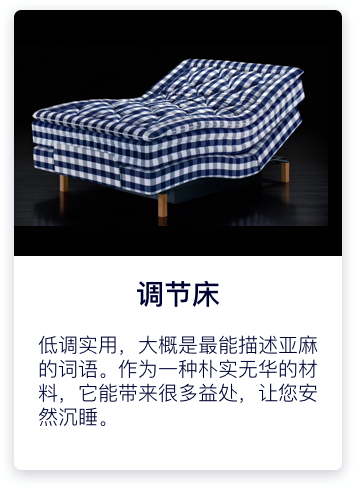 调节床
低调实用，大概是最能描述亚麻
的词语。作为一种朴实无华的材
料，它能带来很多益处，让您安
然沉睡。